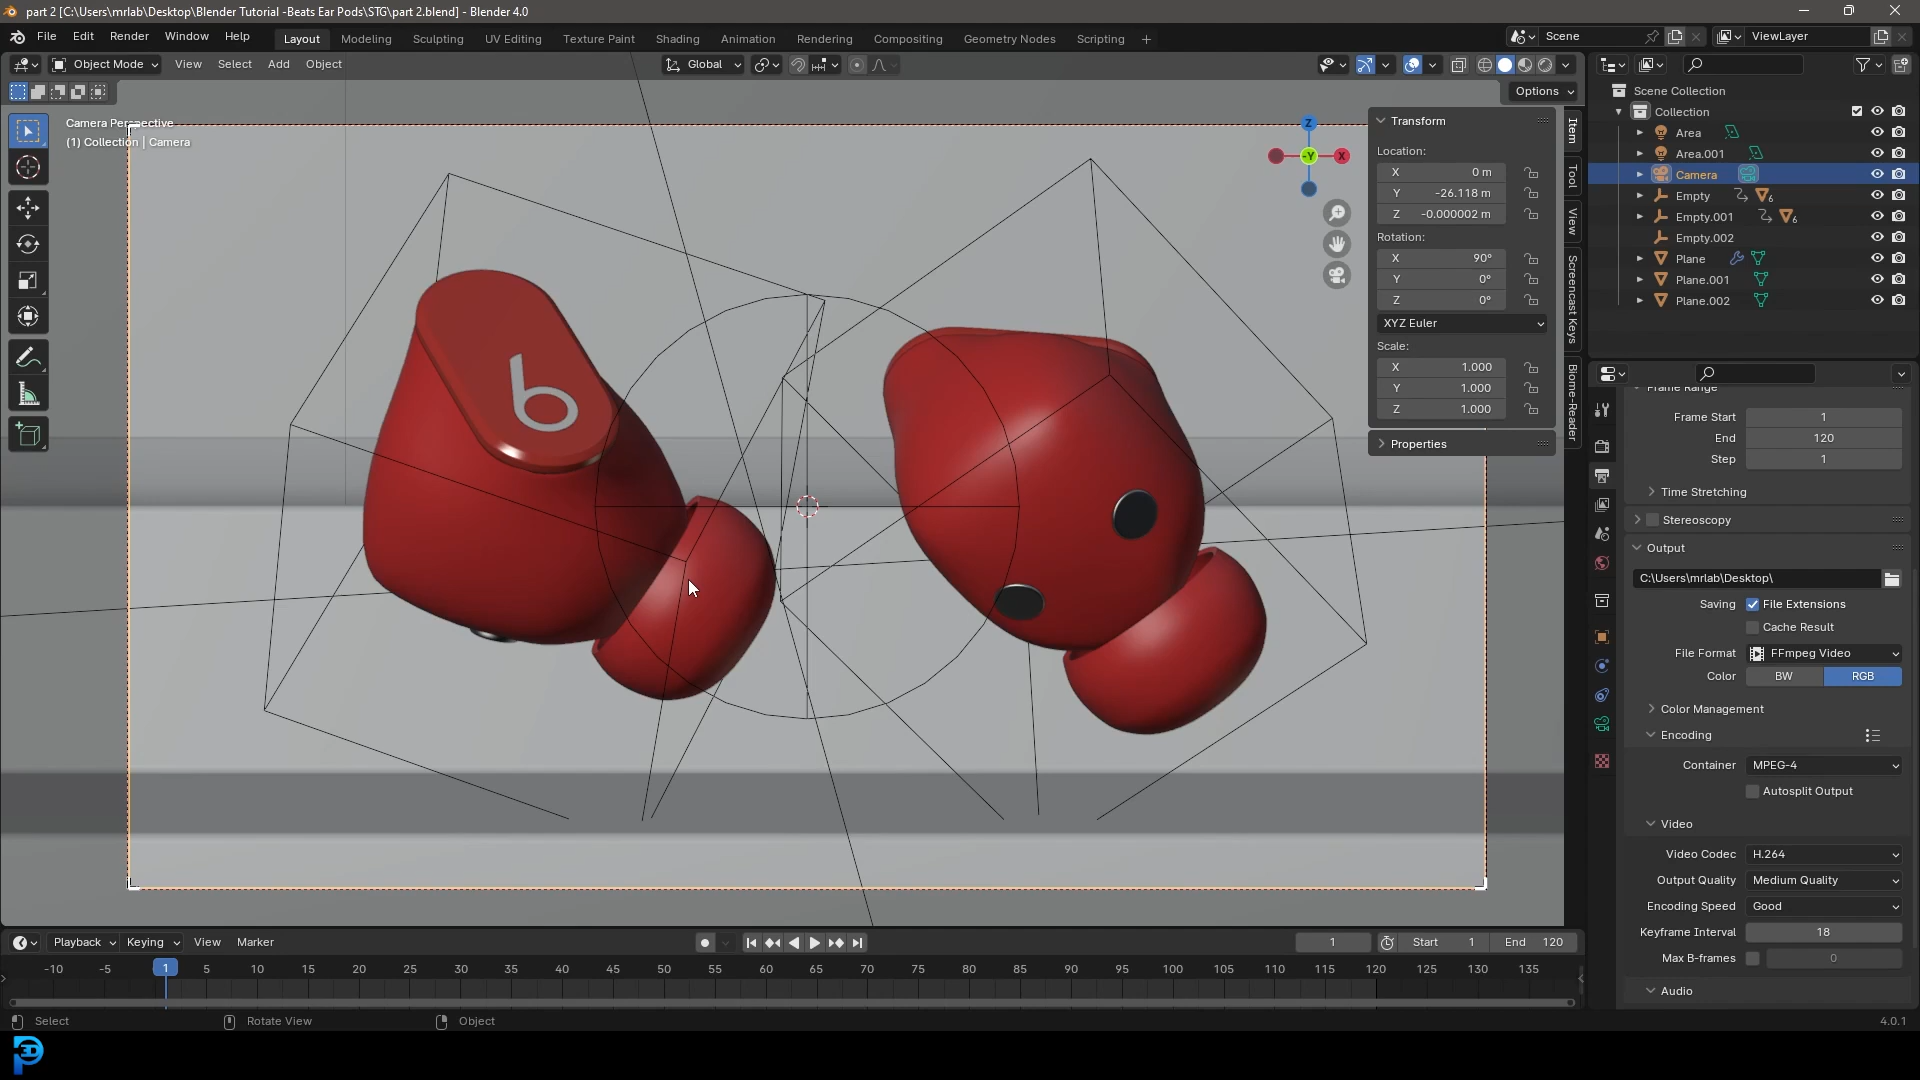 part 2 [C:\Users\mrlab\Desktop\Blender Tutorial -Beats Ear Pods\STG\part 2.blend] - Blender 4.0
File Edit Render Window Help Layout Modeling Sculpting UV Editing Texture Paint Shading Animation Rendering Compositing Geometry Nodes Scripting + Scene ViewLayer
Object Mode View Select Add Object Global
Options
Camera Perspective
(1) Collection | Camera
Z
-Y
X
Transform
Location:
X 0 m
Y -26.118 m
Z -0.000002 m
Rotation:
X 90°
Y 0°
Z 0°
XYZ Euler
Scale:
X 1.000
Y 1.000
Z 1.000
Properties
Item
Tool
View
Screencast Keys
Biome-Reader
b
Scene Collection
Collection
Area
Area.001
Camera
Empty 6
Empty.001 6
Empty.002
Plane
Plane.001
Plane.002
Frame Range
Frame Start 1
End 120
Step 1
Time Stretching
Stereoscopy
Output
C:\Users\mrlab\Desktop\
Saving File Extensions
Cache Result
File Format FFmpeg Video
Color BW RGB
Color Management
Encoding
Container MPEG-4
Autosplit Output
Video
Video Codec H.264
Output Quality Medium Quality
Encoding Speed Good
Keyframe Interval 18
Max B-frames 0
Audio
Playback Keying View Marker 1 Start 1 End 120
-10 -5 1 5 10 15 20 25 30 35 40 45 50 55 60 65 70 75 80 85 90 95 100 105 110 115 120 125 130 135
Select Rotate View Object 4.0.1
3D
P